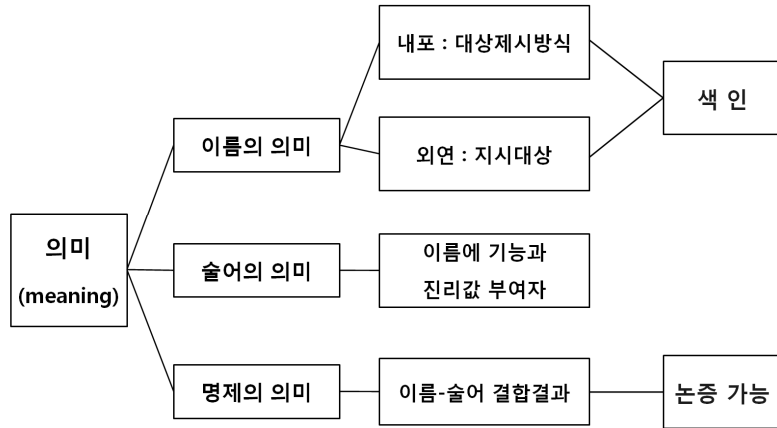 내포 : 대상제시방식
색 인
이름의 의미
외연 : 지시대상
의미
(meaning)
술어의 의미
이름에 기능과
진리값 부여자
명제의 의미
이름-술어 결합결과
논증 가능